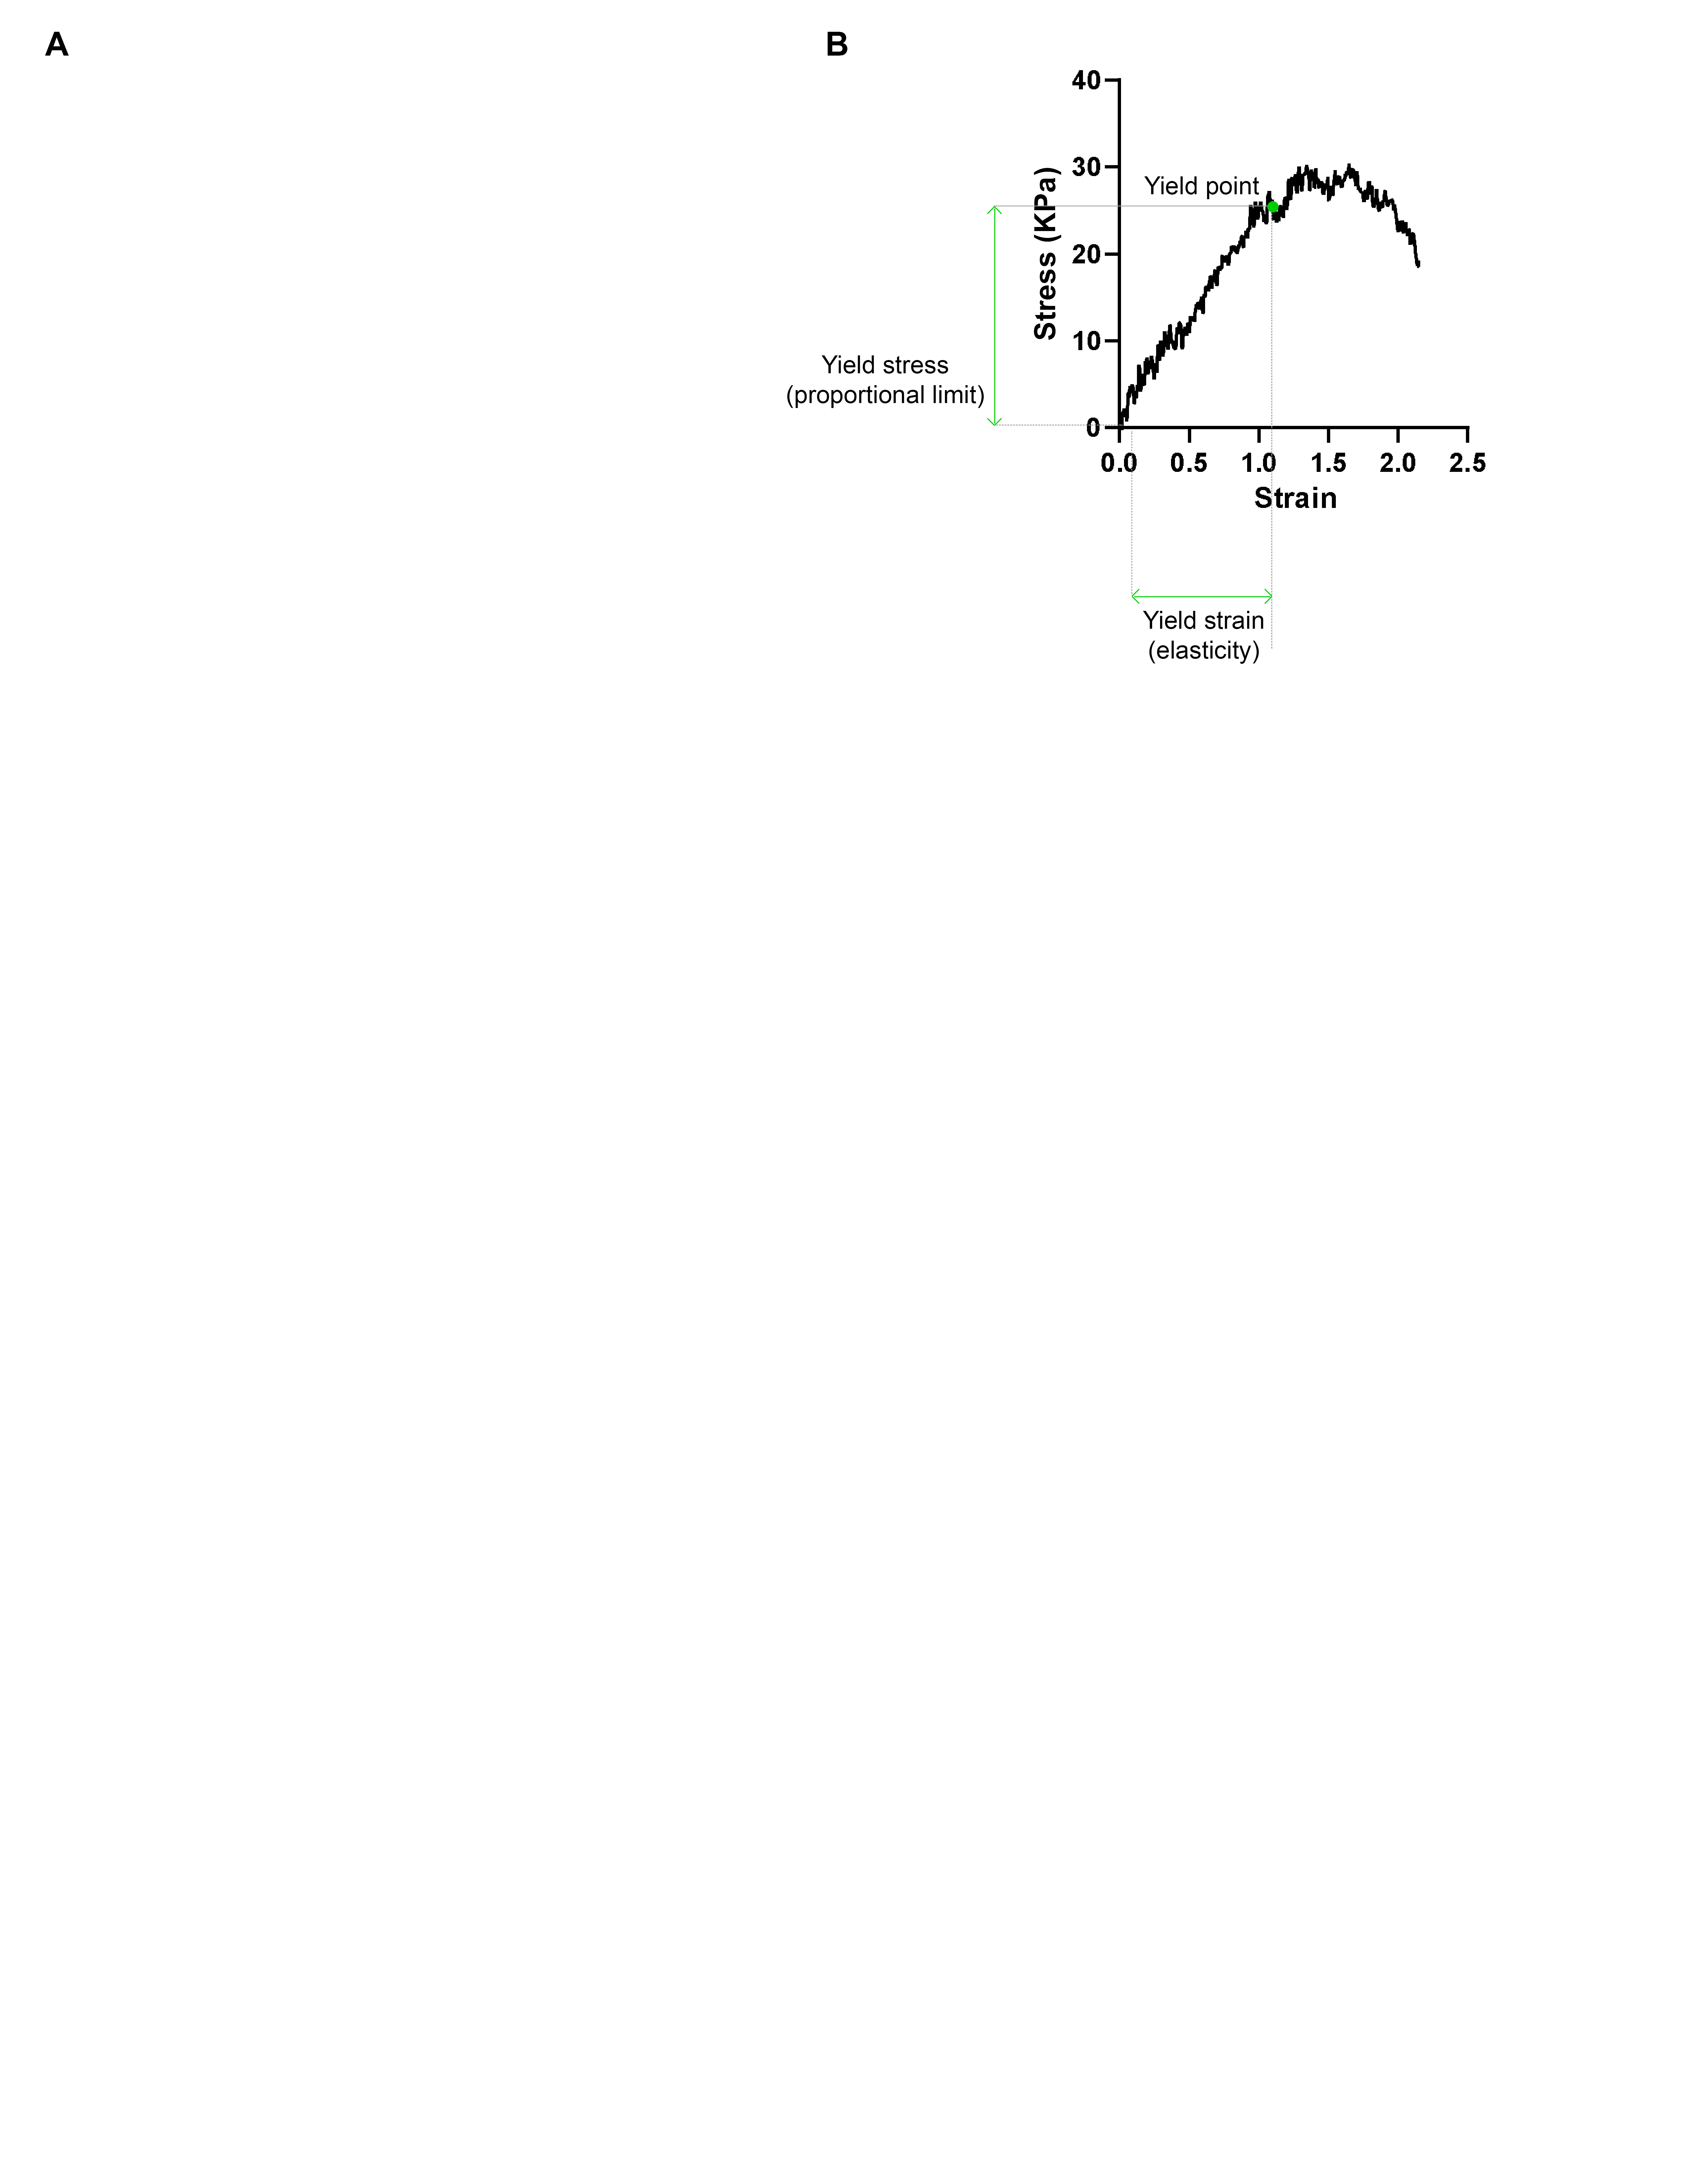 A
B
40
30
20
10
0
Stress (KPa)
Yield point
Yield stress
(proportional limit)
0.0 0.5 1.0 1.5 2.0 2.5
Strain
Yield strain
(elasticity)